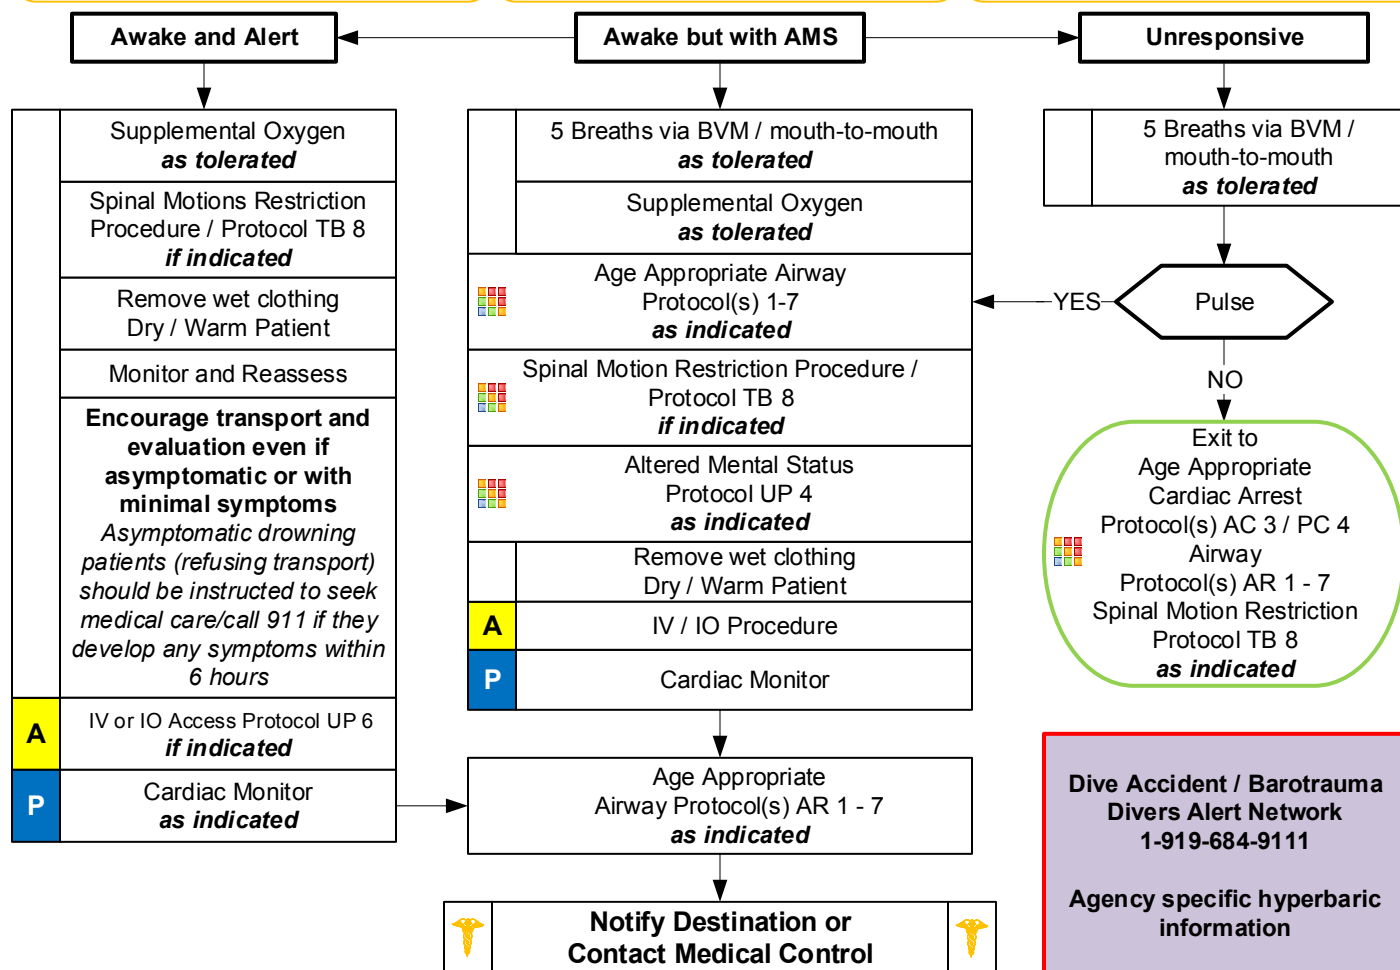 Awake and Alert
Awake but with AMS
Unresponsive
Supplemental Oxygen
as tolerated
Spinal Motions Restriction
Procedure / Protocol TB 8
if indicated
Remove wet clothing
Dry / Warm Patient
Monitor and Reassess
Encourage transport and
evaluation even if
asymptomatic or with
minimal symptoms
Asymptomatic drowning
patients (refusing transport)
should be instructed to seek
medical care/call 911 if they
develop any symptoms within
6 hours
A
IV or IO Access Protocol UP 6
if indicated
P
Cardiac Monitor
as indicated
5 Breaths via BVM / mouth-to-mouth
as tolerated
Supplemental Oxygen
as tolerated
Age Appropriate Airway
Protocol(s) 1-7
as indicated
Spinal Motion Restriction Procedure /
Protocol TB 8
if indicated
Altered Mental Status
Protocol UP 4
as indicated
Remove wet clothing
Dry / Warm Patient
A
IV / IO Procedure
P
Cardiac Monitor
Age Appropriate
Airway Protocol(s) AR 1 - 7
as indicated
Notify Destination or
Contact Medical Control
5 Breaths via BVM /
mouth-to-mouth
as tolerated
YES
Pulse
NO
Exit to
Age Appropriate
Cardiac Arrest
Protocol(s) AC 3 / PC 4
Airway
Protocol(s) AR 1 - 7
Spinal Motion Restriction
Protocol TB 8
as indicated
Dive Accident / Barotrauma
Divers Alert Network
1-919-684-9111
Agency specific hyperbaric
information